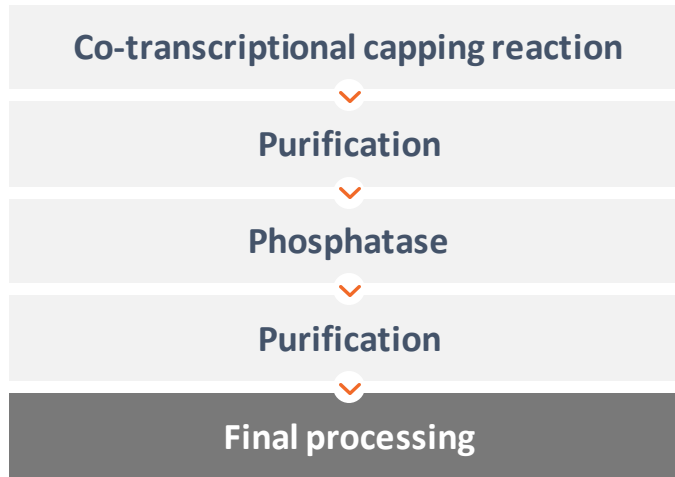 Co-transcriptional capping reaction
Purification
Phosphatase
Purification
Final processing